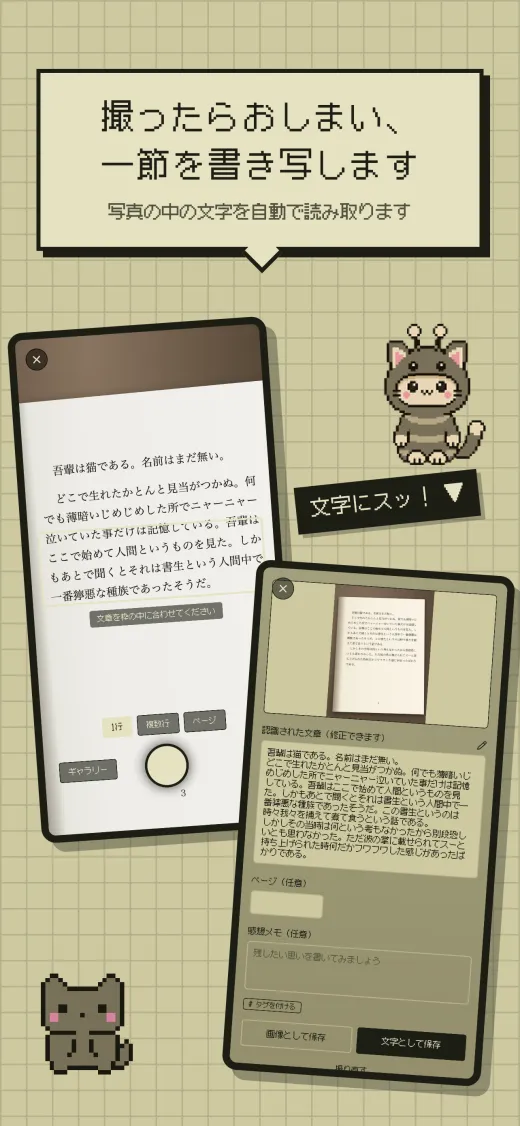 撮ったらおしまい、
一節を書き写します
写真の中の文字を自動で読み取ります
吾輩は猫である。名前はまだ無い。
どこで生れたかとんと見当がつかぬ。何
でも薄暗いじめじめした所でニャーニャー
泣いていた事だけは記憶している。吾輩は
ここで始めて人間というものを見た。しか
もあとで聞くとそれは書生という人間中で
一番獰悪な種族であったそうだ。
文章を枠の中に合わせてください
1行
複数行
ページ
ギャラリー
3
文字にスッ！▼
認識された文章（修正できます）
吾輩は猫である。名前はまだ無い。
どこで生れたかとんと見当がつかぬ。何でも薄暗いじ
めじめした所でニャーニャー泣いていた事だけは記憶
している。吾輩はここで始めて人間というものを見
た。しかもあとで聞くとそれは書生という人間中で一
番獰悪な種族であったそうだ。この書生というのは
時々我々を捕えて煮て食うという話である。
しかしその当時は何という考もなかったから別段恐し
いとも思わなかった。ただ彼の掌に載せられてスーと
持ち上げられた時何だかフワフワした感じがあったば
かりである。
ページ（任意）
感想メモ（任意）
残したい思いを書いてみましょう
# タグを付ける
画像として保存
文字として保存